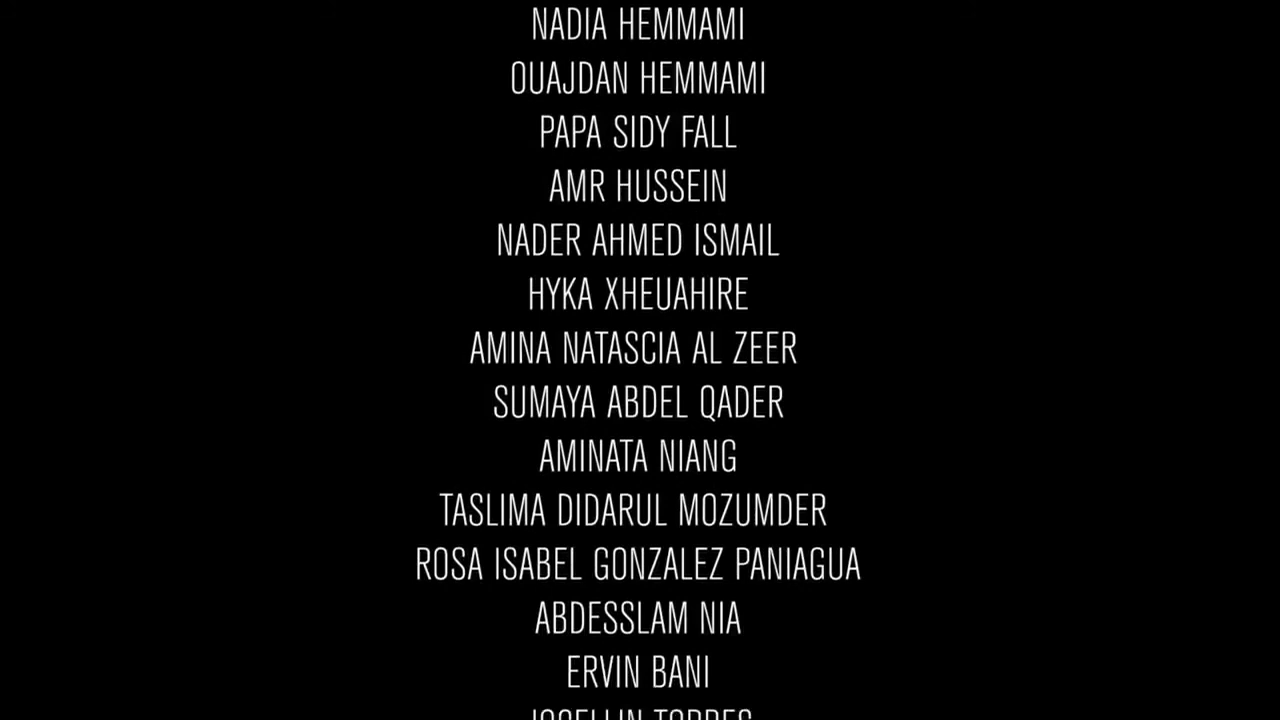 NADIA HEMMAMI
OUAJDAN HEMMAMI
PAPA SIDY FALL
AMR HUSSEIN
NADER AHMED ISMAIL
HYKA XHEUAHIRE
AMINA NATASCIA AL ZEER
SUMAYA ABDEL QADER
AMINATA NIANG
TASLIMA DIDARUL MOZUMDER
ROSA ISABEL GONZALEZ PANIAGUA
ABDESSLAM NIA
ERVIN BANI
TORRES